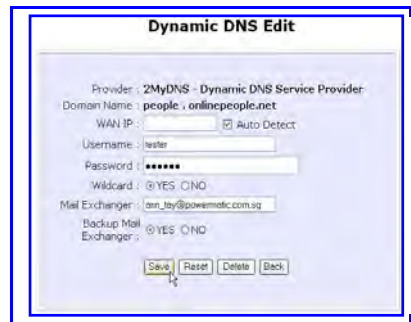 Dynamic DNS Edit
Provider : 2MyDNS - Dynamic DNS Service Provider
Domain Name : people . onlinepeople.net
WAN IP : Auto Detect
Username : tester
Password : ••••••
Wildcard : YES NO
Mail Exchanger : ann_tay@powermatic.com.sg
Backup Mail Exchanger : YES NO
Save Reset Delete Back